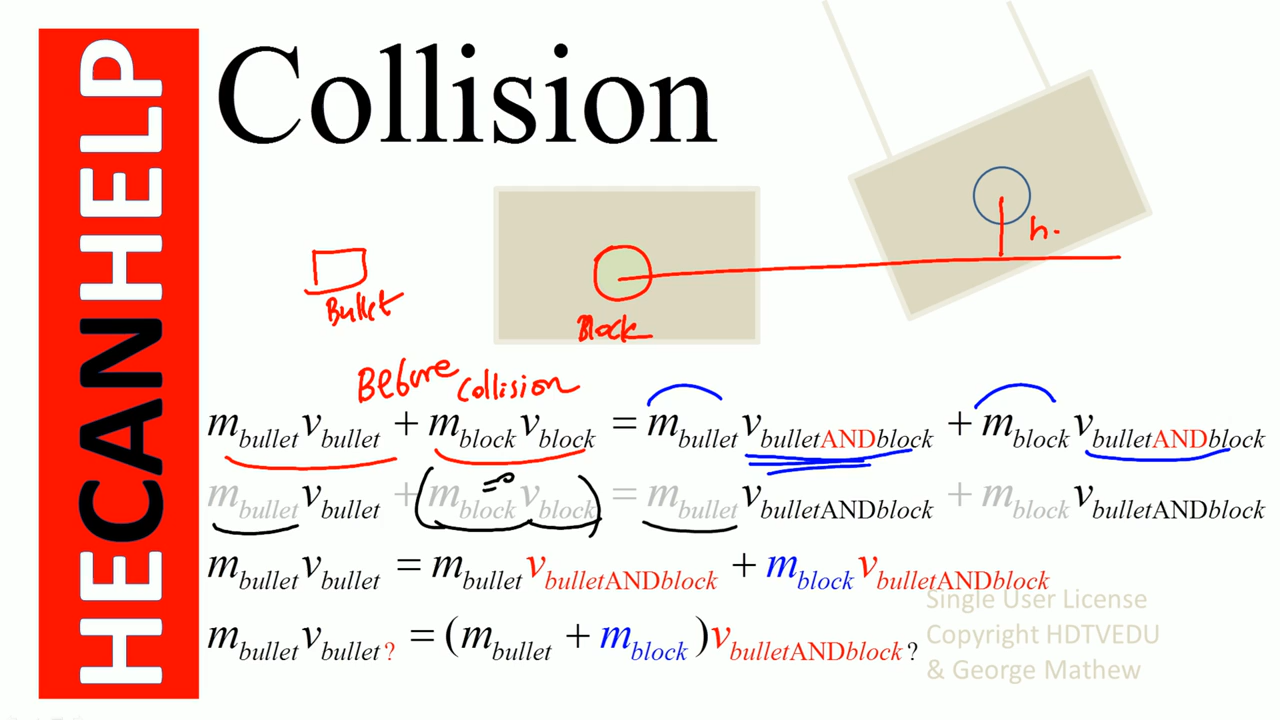 HECANHELP
Collision
h.
Bullet
Block
Before Collision
m_bullet v_bullet + m_block v_block = m_bullet v_bulletANDblock + m_block v_bulletANDblock
=0
m_bullet v_bullet + m_block v_block = m_bullet v_bulletANDblock + m_block v_bulletANDblock
m_bullet v_bullet = m_bullet v_bulletANDblock + m_block v_bulletANDblock
m_bullet v_bullet? = (m_bullet + m_block) v_bulletANDblock?
Single User License
Copyright HDTVEDU
& George Mathew